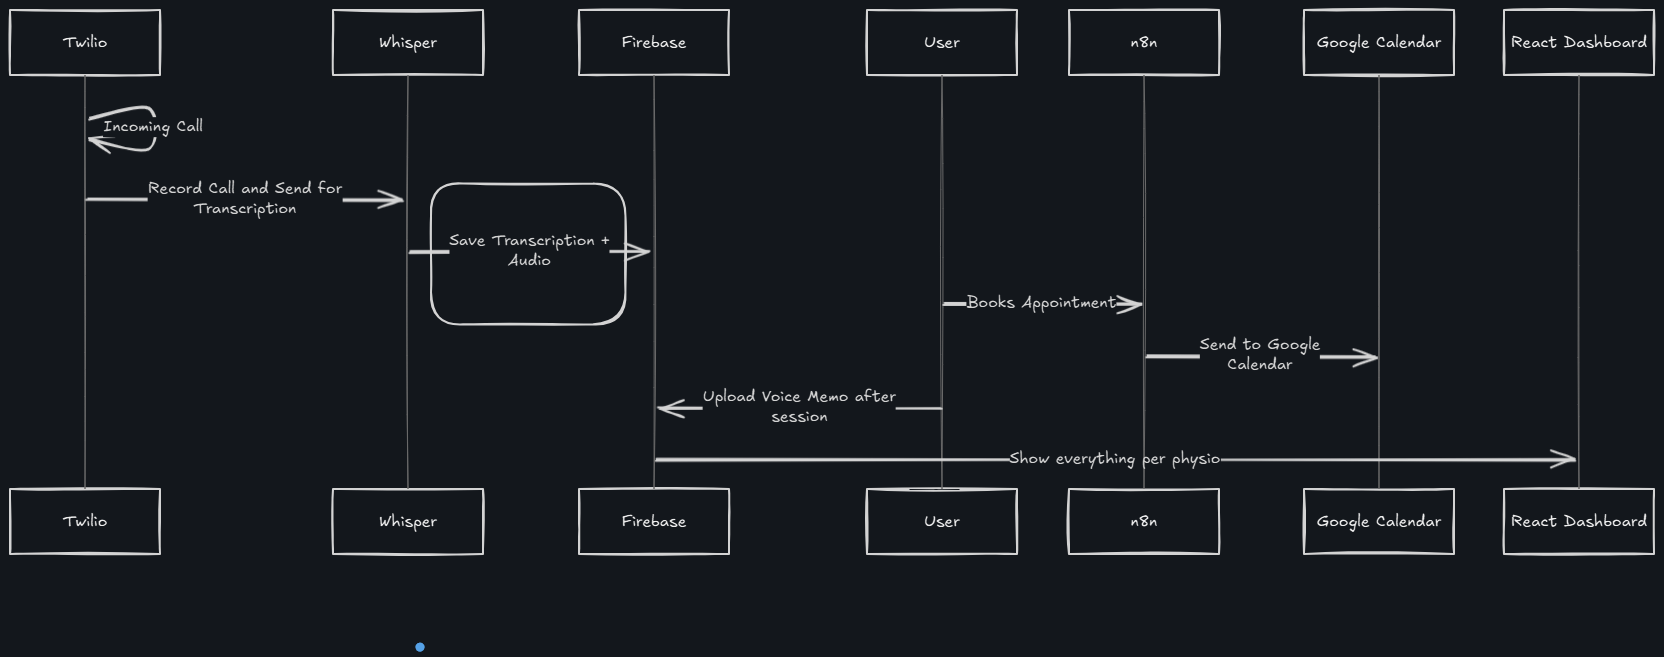 Twilio
Whisper
Firebase
User
n8n
Google Calendar
React Dashboard
Incoming Call
Record Call and Send for
Transcription
Save Transcription +
Audio
Books Appointment
Send to Google
Calendar
Upload Voice Memo after
session
Show everything per physio
Twilio
Whisper
Firebase
User
n8n
Google Calendar
React Dashboard